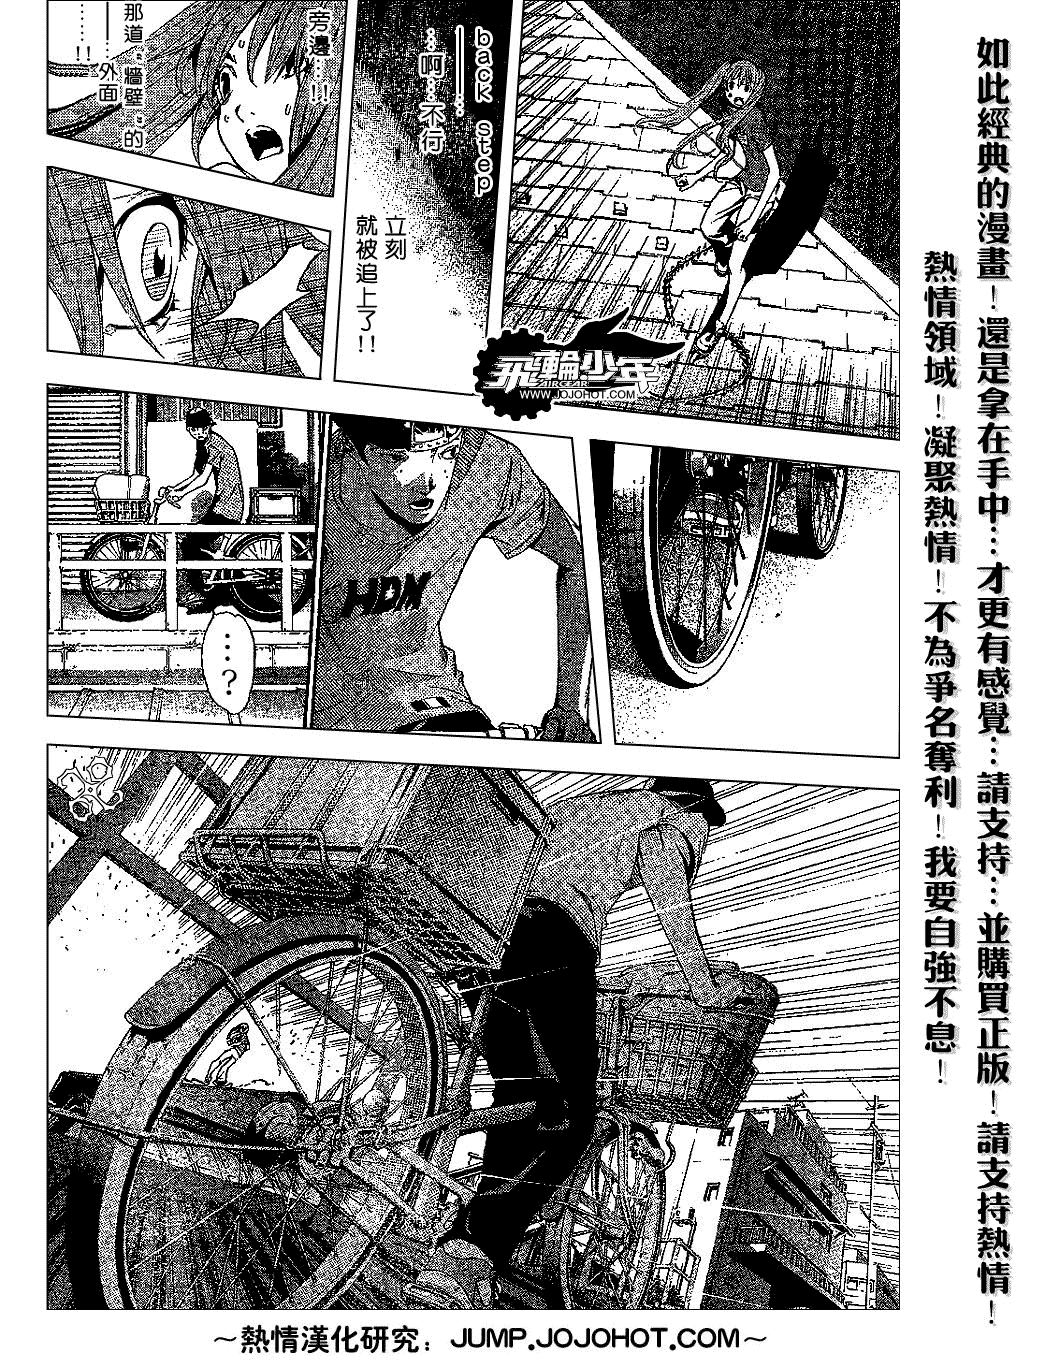 如此經典的漫畫！還是拿在手中…才更有感覺…請支持…並購買正版！請支持熱情！
熱情領域！凝聚熱情！不為爭名奪利！我要自強不息！
back step
……
…啊…不行
立刻
就被追上了!!
旁邊…!!
那道“牆壁”的
——外面
……!!
飛輪少年
AIR GEAR
WWW.JOJOHOT.COM
HDN
…？
～熱情漢化研究：JUMP.JOJOHOT.COM～